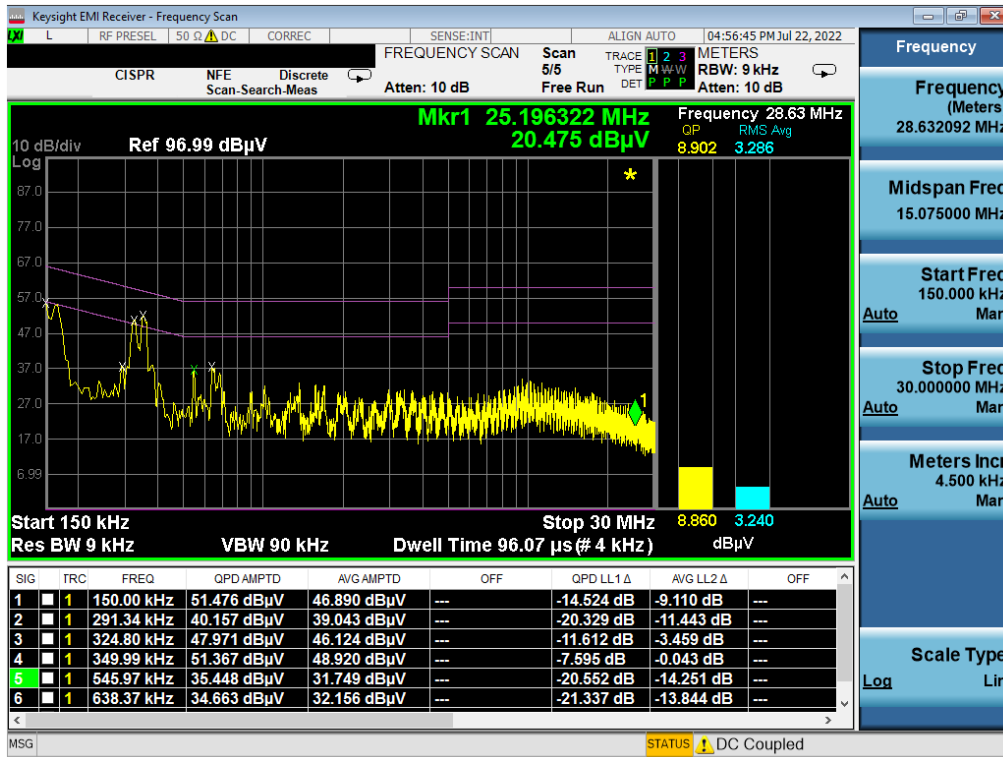 Keysight EMI Receiver - Frequency Scan
LXI L RF PRESEL 50 Ω DC CORREC SENSE:INT ALIGN AUTO 04:56:45 PM Jul 22, 2022
FREQUENCY SCAN Scan TRACE 1 2 3 METERS
CISPR NFE Discrete 5/5 TYPE M W W RBW: 9 kHz
Scan-Search-Meas Atten: 10 dB Free Run DET P P P Atten: 10 dB
Mkr1 25.196322 MHz
20.475 dBµV
Frequency 28.63 MHz
QP RMS Avg
8.902 3.286
10 dB/div Ref 96.99 dBµV
Log
87.0
77.0
67.0
57.0
47.0
37.0
27.0
17.0
6.99
1
Start 150 kHz Stop 30 MHz
Res BW 9 kHz VBW 90 kHz Dwell Time 96.07 µs (# 4 kHz)
8.860 3.240
dBµV
SIG TRC FREQ QPD AMPTD AVG AMPTD OFF QPD LL1 Δ AVG LL2 Δ OFF
1 1 150.00 kHz 51.476 dBµV 46.890 dBµV --- -14.524 dB -9.110 dB ---
2 1 291.34 kHz 40.157 dBµV 39.043 dBµV --- -20.329 dB -11.443 dB ---
3 1 324.80 kHz 47.971 dBµV 46.124 dBµV --- -11.612 dB -3.459 dB ---
4 1 349.99 kHz 51.367 dBµV 48.920 dBµV --- -7.595 dB -0.043 dB ---
5 1 545.97 kHz 35.448 dBµV 31.749 dBµV --- -20.552 dB -14.251 dB ---
6 1 638.37 kHz 34.663 dBµV 32.156 dBµV --- -21.337 dB -13.844 dB ---
MSG STATUS DC Coupled
Frequency
Frequency
(Meters
28.632092 MHz
Midspan Freq
15.075000 MHz
Start Freq
150.000 kHz
Auto Man
Stop Freq
30.000000 MHz
Auto Man
Meters Incr
4.500 kHz
Auto Man
Scale Type
Log Lin